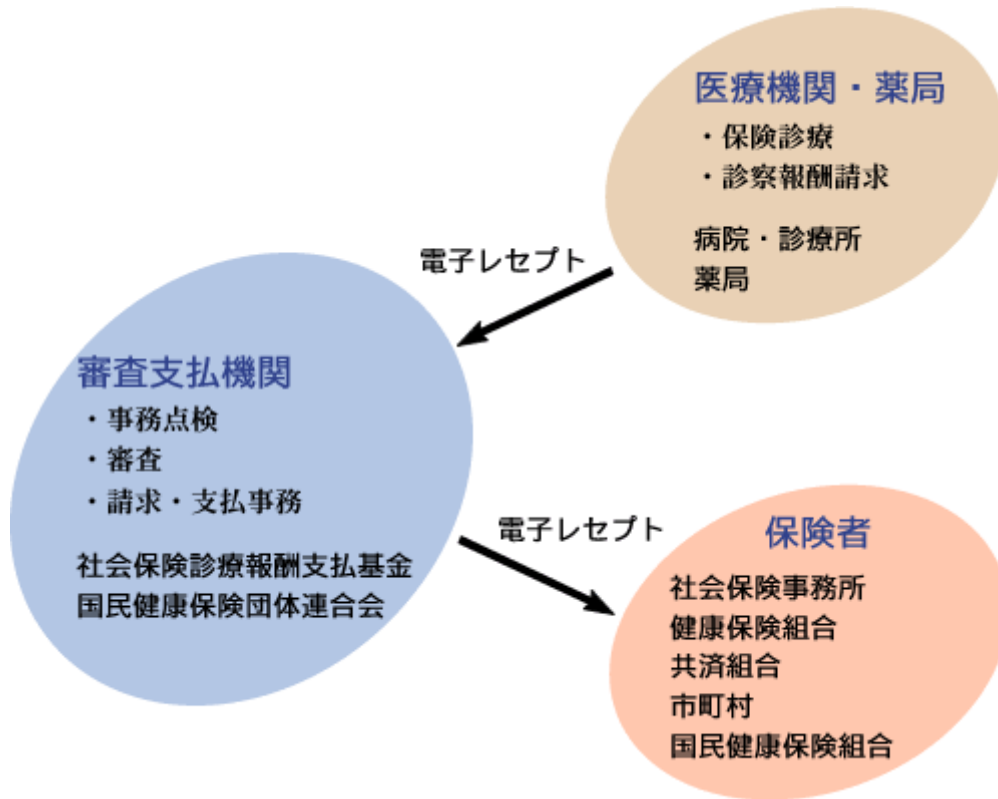 医療機関・薬局
・保険診療
・診察報酬請求
病院・診療所
薬局
電子レセプト
審査支払機関
・事務点検
・審査
・請求・支払事務
社会保険診療報酬支払基金
国民健康保険団体連合会
電子レセプト
保険者
社会保険事務所
健康保険組合
共済組合
市町村
国民健康保険組合